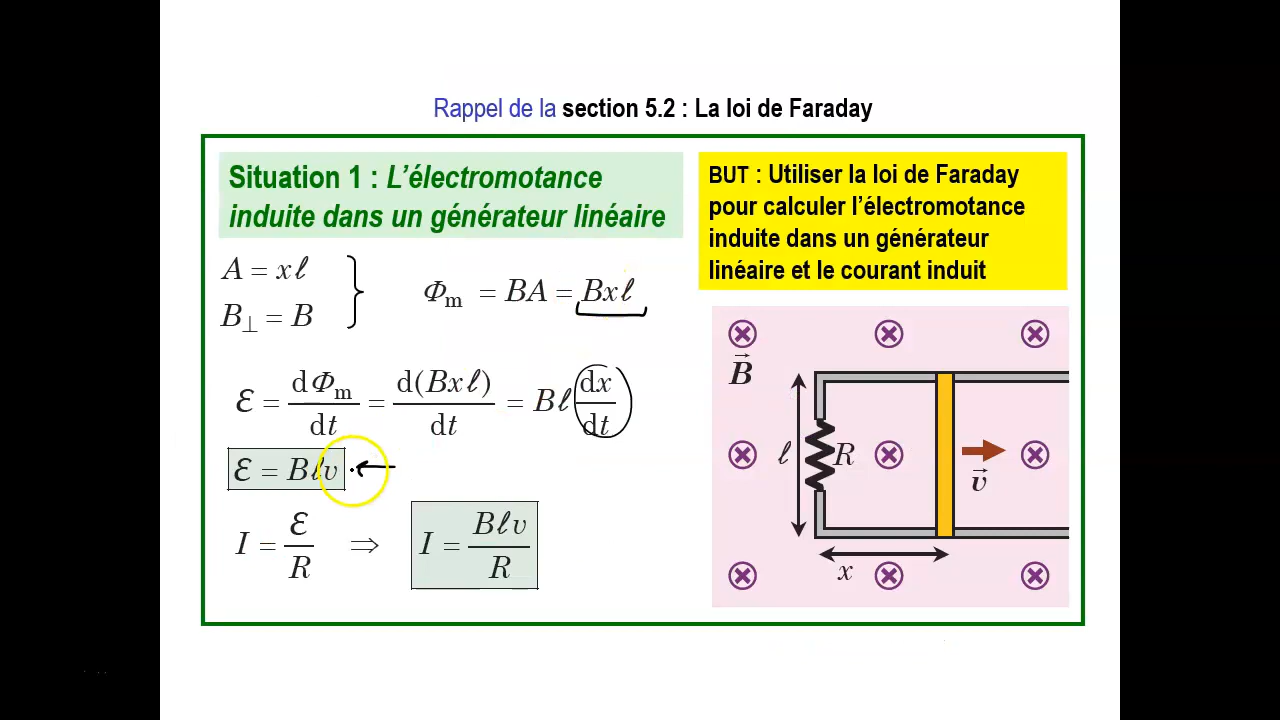 Rappel de la section 5.2 : La loi de Faraday
Situation 1 : L’électromotance
induite dans un générateur linéaire
BUT : Utiliser la loi de Faraday
pour calculer l’électromotance
induite dans un générateur
linéaire et le courant induit
A = xℓ
B⊥ = B
Φm = BA = Bxℓ
ℰ = dΦm/dt = d(Bxℓ)/dt = Bℓ dx/dt
ℰ = Bℓv
I = ℰ/R ⇒ I = Bℓv/R
B⃗
ℓ
R
v⃗
x